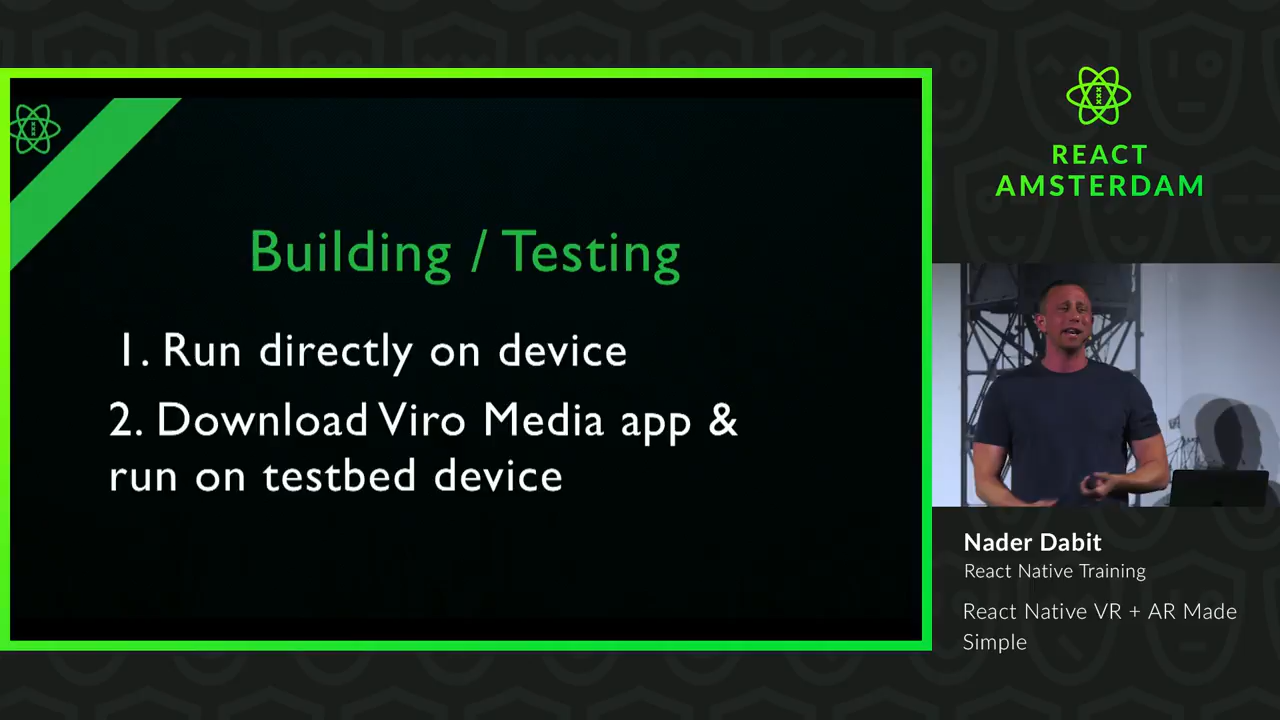 Building / Testing
1. Run directly on device
2. Download Viro Media app &
run on testbed device
REACT
AMSTERDAM
Nader Dabit
React Native Training
React Native VR + AR Made
Simple